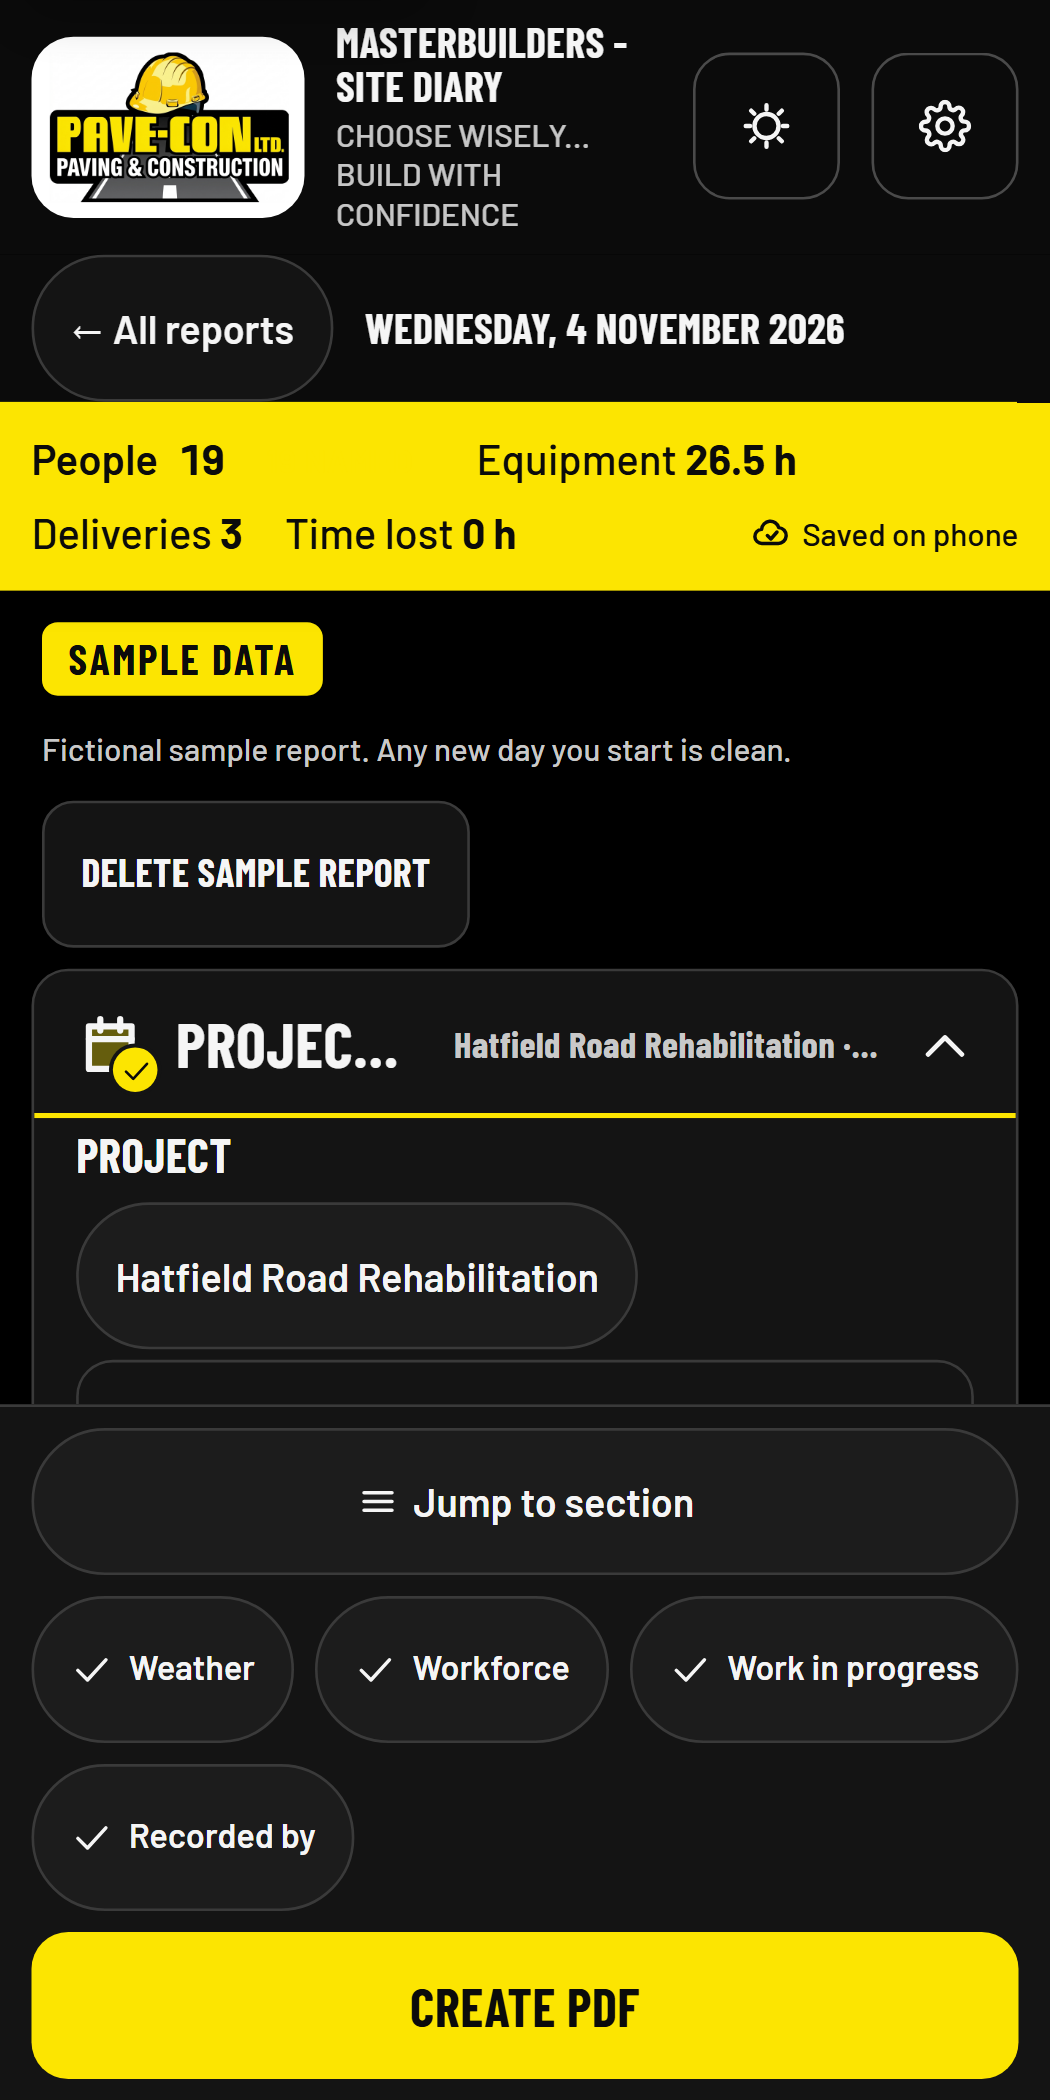 PAVE-CON LTD.
PAVING & CONSTRUCTION
MASTERBUILDERS -
SITE DIARY
CHOOSE WISELY...
BUILD WITH
CONFIDENCE
← All reports
WEDNESDAY, 4 NOVEMBER 2026
People 19
Equipment 26.5 h
Deliveries 3
Time lost 0 h
Saved on phone
SAMPLE DATA
Fictional sample report. Any new day you start is clean.
DELETE SAMPLE REPORT
PROJEC...
Hatfield Road Rehabilitation ·...
PROJECT
Hatfield Road Rehabilitation
Jump to section
Weather
Workforce
Work in progress
Recorded by
CREATE PDF